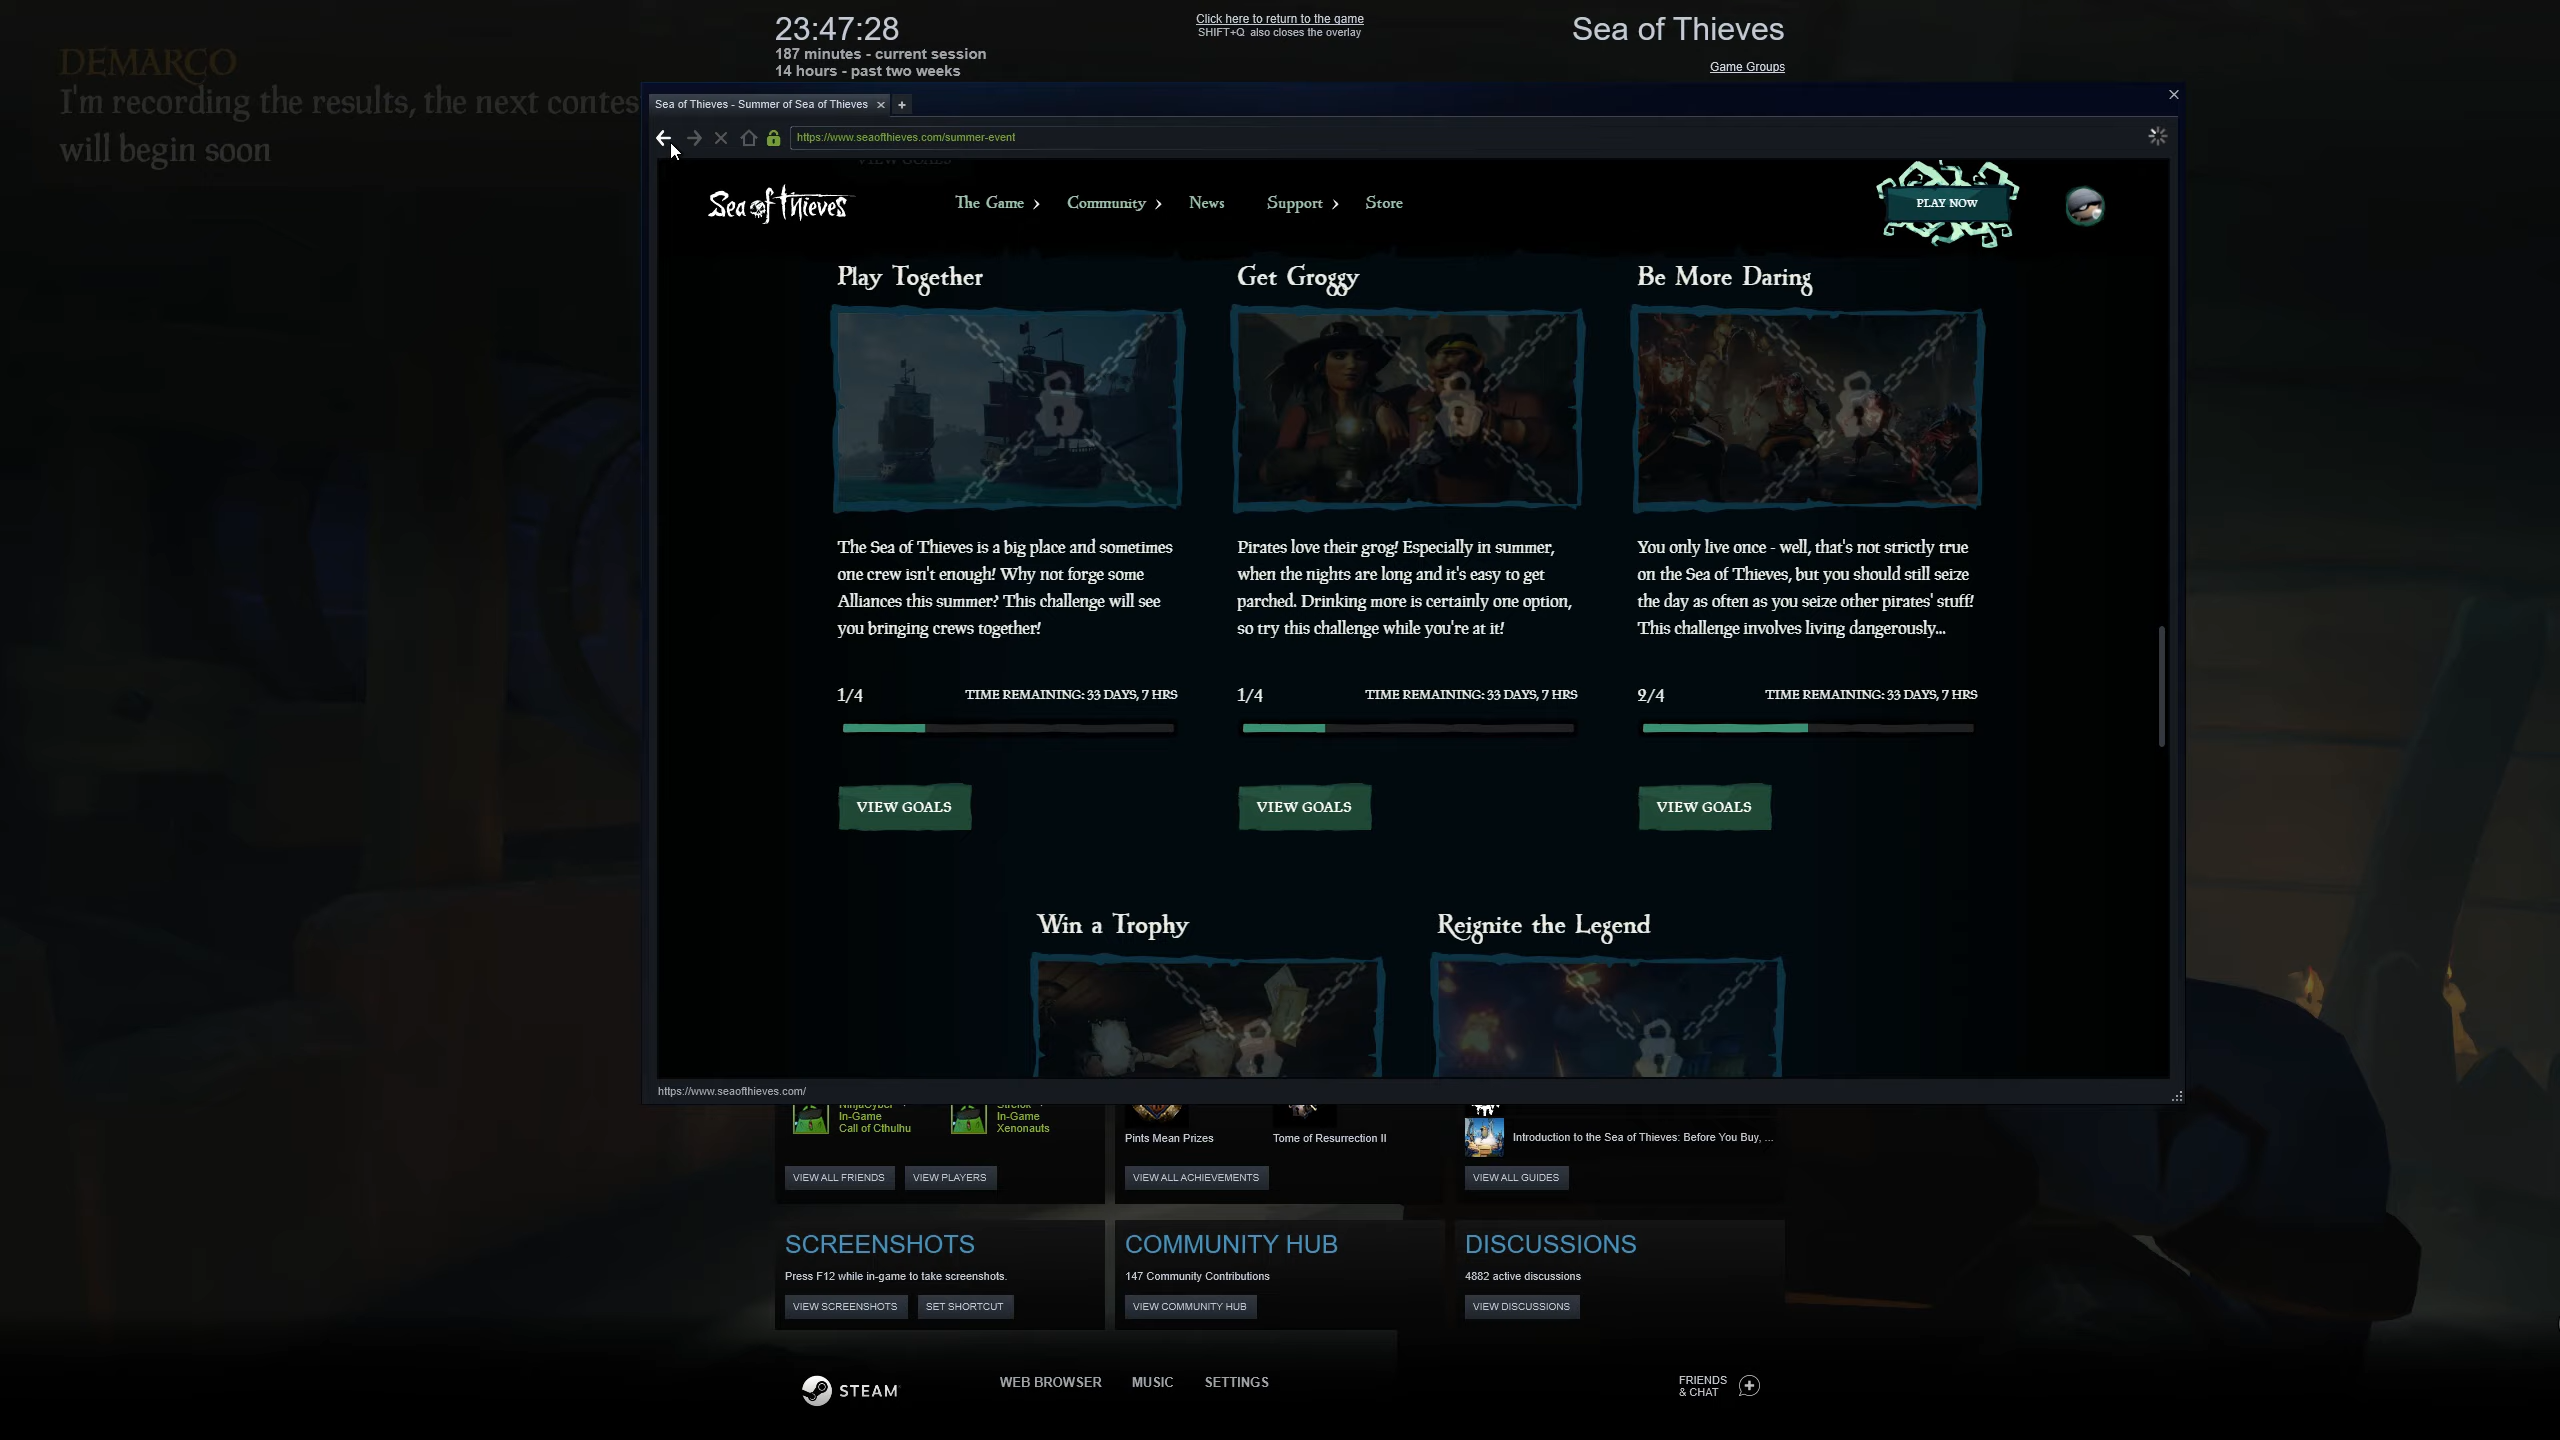 DEMARCO
I'm recording the results, the next contes
will begin soon
23:47:28
187 minutes - current session
14 hours - past two weeks
Click here to return to the game
SHIFT+Q also closes the overlay
Sea of Thieves
Game Groups
Sea of Thieves - Summer of Sea of Thieves
https://www.seaofthieves.com/summer-event
VIEW GOALS
Sea of Thieves
The Game
Community
News
Support
Store
PLAY NOW
Play Together
Get Groggy
Be More Daring
The Sea of Thieves is a big place and sometimes
one crew isn't enough! Why not forge some
Alliances this summer? This challenge will see
you bringing crews together!
Pirates love their grog! Especially in summer,
when the nights are long and it's easy to get
parched. Drinking more is certainly one option,
so try this challenge while you're at it!
You only live once - well, that's not strictly true
on the Sea of Thieves, but you should still seize
the day as often as you seize other pirates' stuff!
This challenge involves living dangerously...
1/4 TIME REMAINING: 33 DAYS, 7 HRS
1/4 TIME REMAINING: 33 DAYS, 7 HRS
2/4 TIME REMAINING: 33 DAYS, 7 HRS
VIEW GOALS
VIEW GOALS
VIEW GOALS
Win a Trophy
Reignite the Legend
https://www.seaofthieves.com/
NinjaCyber
In-Game
Call of Cthulhu
Strelok
In-Game
Xenonauts
Pints Mean Prizes
Tome of Resurrection II
Introduction to the Sea of Thieves: Before You Buy, ...
VIEW ALL FRIENDS
VIEW PLAYERS
VIEW ALL ACHIEVEMENTS
VIEW ALL GUIDES
SCREENSHOTS
Press F12 while in-game to take screenshots.
VIEW SCREENSHOTS
SET SHORTCUT
COMMUNITY HUB
147 Community Contributions
VIEW COMMUNITY HUB
DISCUSSIONS
4882 active discussions
VIEW DISCUSSIONS
STEAM
WEB BROWSER
MUSIC
SETTINGS
FRIENDS
& CHAT